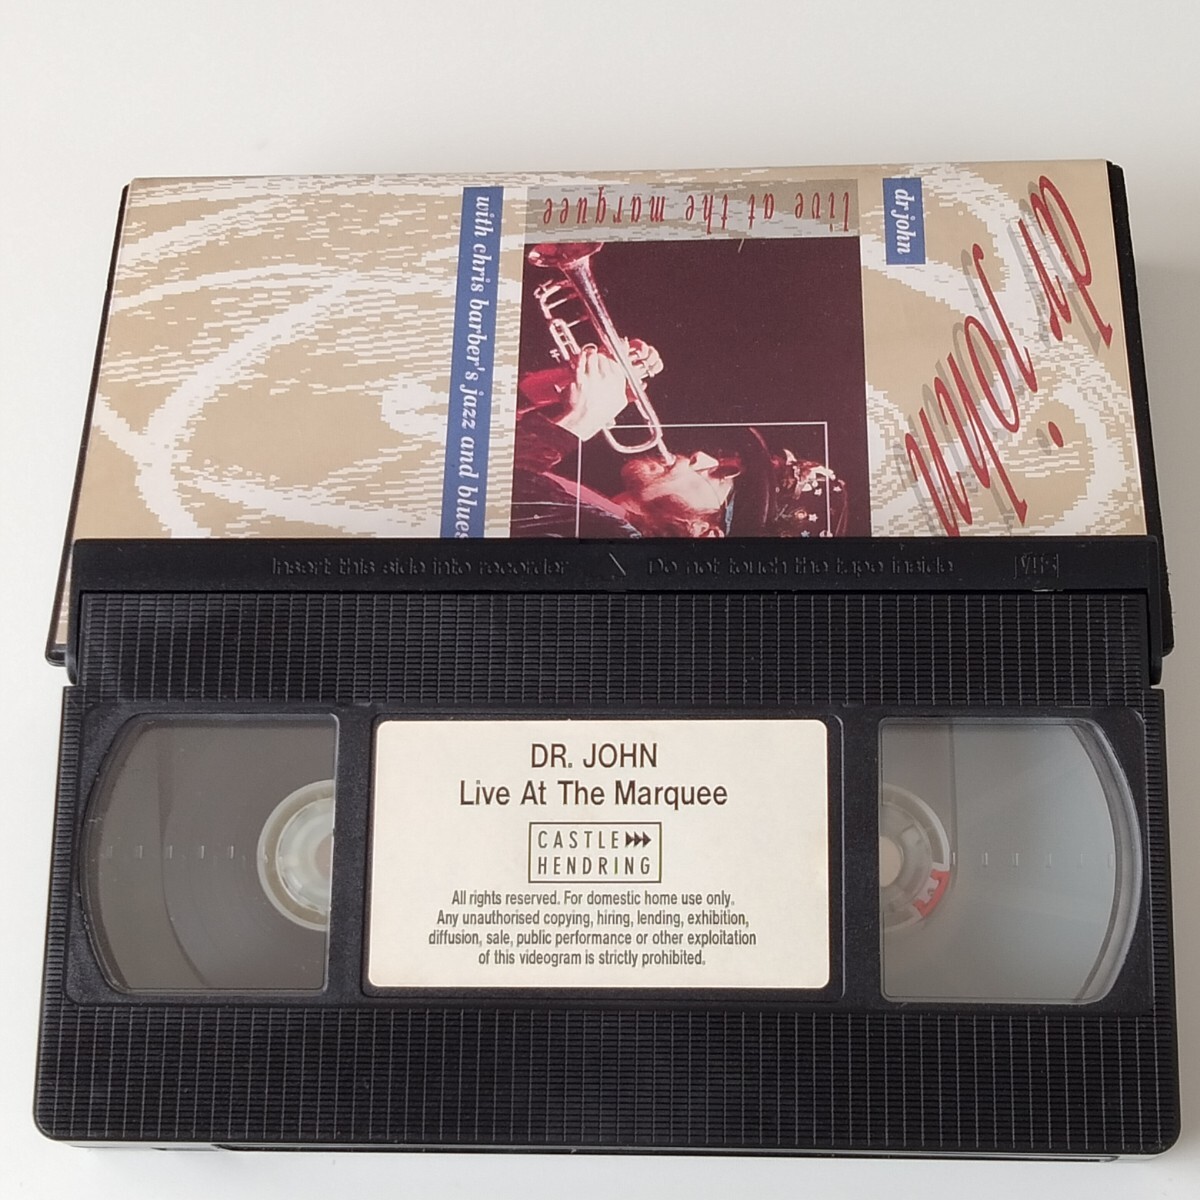 dr john
dr john
live at the marquee
with chris barber's jazz and blues
Insert this side into recorder
Do not touch the tape inside
VHS
DR. JOHN
Live At The Marquee
CASTLE
HENDRING
All rights reserved. For domestic home use only.
Any unauthorised copying, hiring, lending, exhibition,
diffusion, sale, public performance or other exploitation
of this videogram is strictly prohibited.